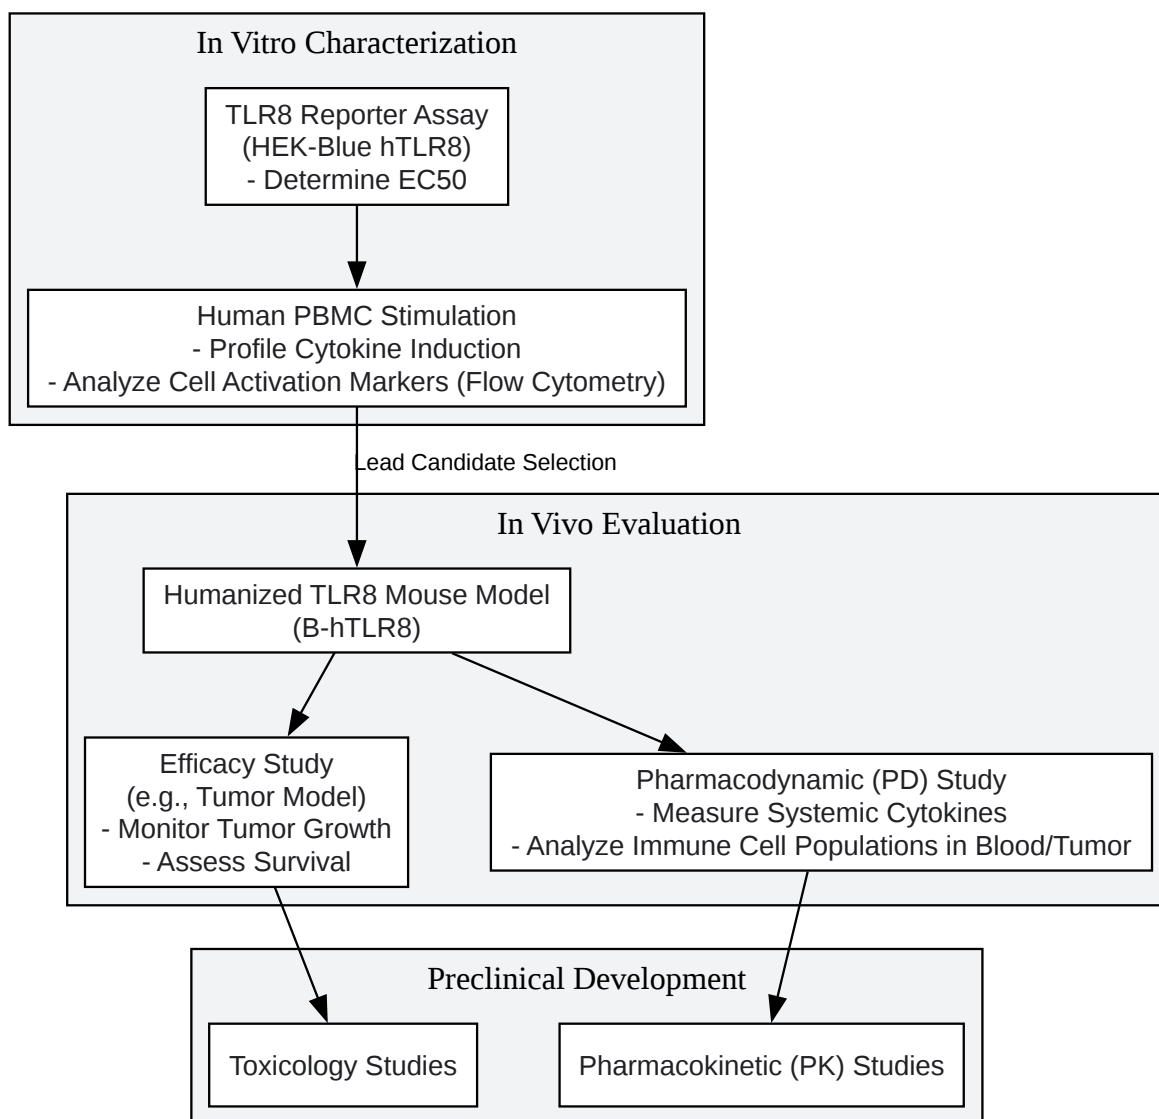 In Vitro Characterization
TLR8 Reporter Assay
(HEK-Blue hTLR8)
- Determine EC50
Human PBMC Stimulation
- Profile Cytokine Induction
- Analyze Cell Activation Markers (Flow Cytometry)
Lead Candidate Selection
In Vivo Evaluation
Humanized TLR8 Mouse Model
(B-hTLR8)
Efficacy Study
(e.g., Tumor Model)
- Monitor Tumor Growth
- Assess Survival
Pharmacodynamic (PD) Study
- Measure Systemic Cytokines
- Analyze Immune Cell Populations in Blood/Tumor
Preclinical Development
Toxicology Studies
Pharmacokinetic (PK) Studies